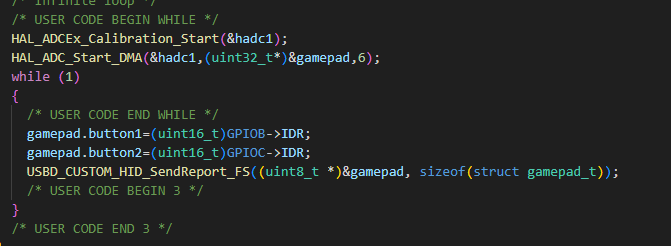 /* Infinite loop */
/* USER CODE BEGIN WHILE */
HAL_ADCEx_Calibration_Start(&hadc1);
HAL_ADC_Start_DMA(&hadc1,(uint32_t*)&gamepad,6);
while (1)
{
/* USER CODE END WHILE */
gamepad.button1=(uint16_t)GPIOB->IDR;
gamepad.button2=(uint16_t)GPIOC->IDR;
USBD_CUSTOM_HID_SendReport_FS((uint8_t *)&gamepad, sizeof(struct gamepad_t));
/* USER CODE BEGIN 3 */
}
/* USER CODE END 3 */